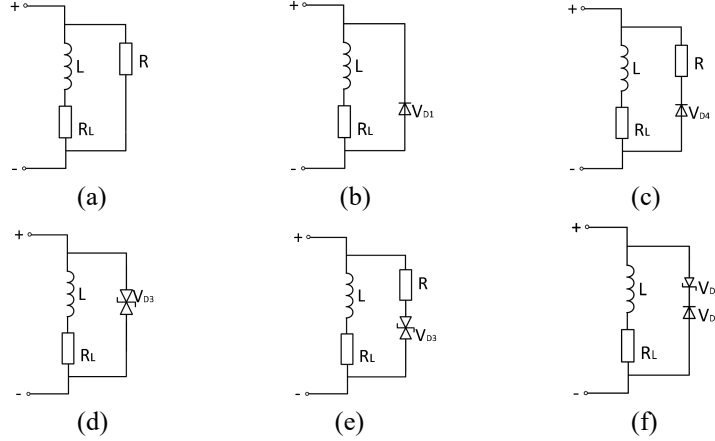 +
L
R
RL
-
(a)
+
L
VD1
RL
-
(b)
+
L
R
VD4
RL
-
(c)
+
L
VD3
RL
-
(d)
+
L
R
VD3
RL
-
(e)
+
L
VD
VD
RL
-
(f)